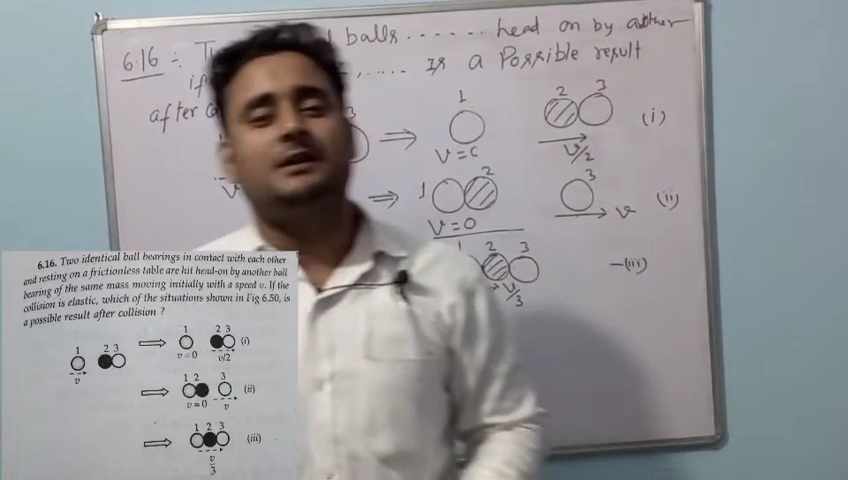 6.16 :- T balls ...... head on by another
if ,..... Is a Possible result
after c
1 2 3
3 ⇒ V=0 v/2 (i)
v
⇒ 1 2 3
V=0 v (ii)
1 2 3
v/3 -(iii)
6.16. Two identical ball bearings in contact with each other
and resting on a frictionless table are hit head-on by another ball
bearing of the same mass moving initially with a speed v. If the
collision is elastic, which of the situations shown in Fig 6.50, is
a possible result after collision ?
1 2 3 ⇒ 1 2 3 (i)
v v=0 v/2
⇒ 1 2 3 (ii)
v=0 v
⇒ 1 2 3 (iii)
v/3